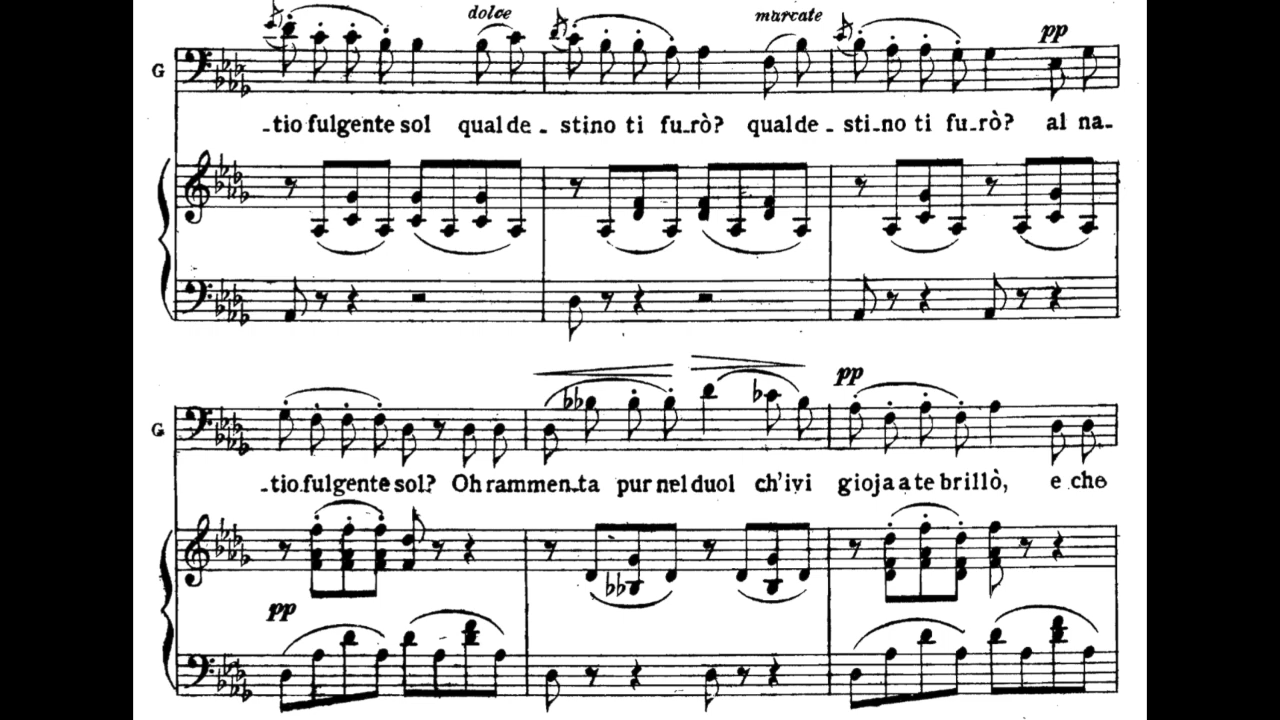 dolce marcate pp
G
-tio fulgente sol qual de - stino ti fu-rò? qual de - sti-no ti fu-rò? al na-
pp
G
-tio fulgente sol? Oh rammen-ta pur nel duol ch'ivi gioja a te brillò, e che
pp